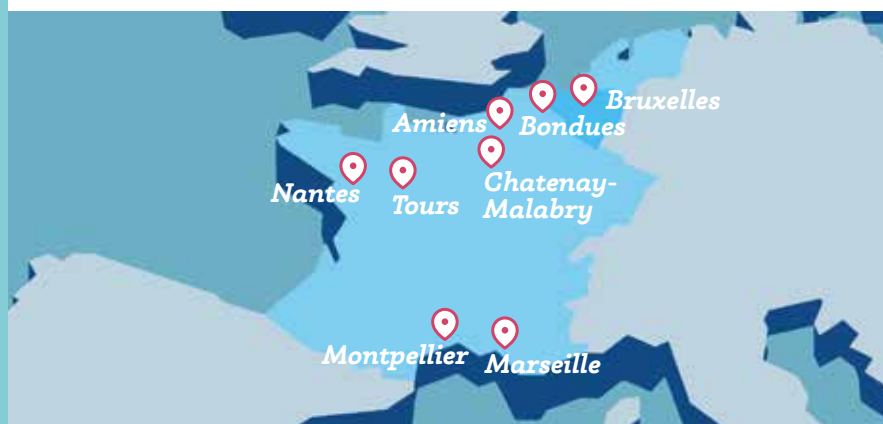 Bruxelles
Amiens
Bondues
Chatenay-
Malabry
Nantes
Tours
Montpellier
Marseille